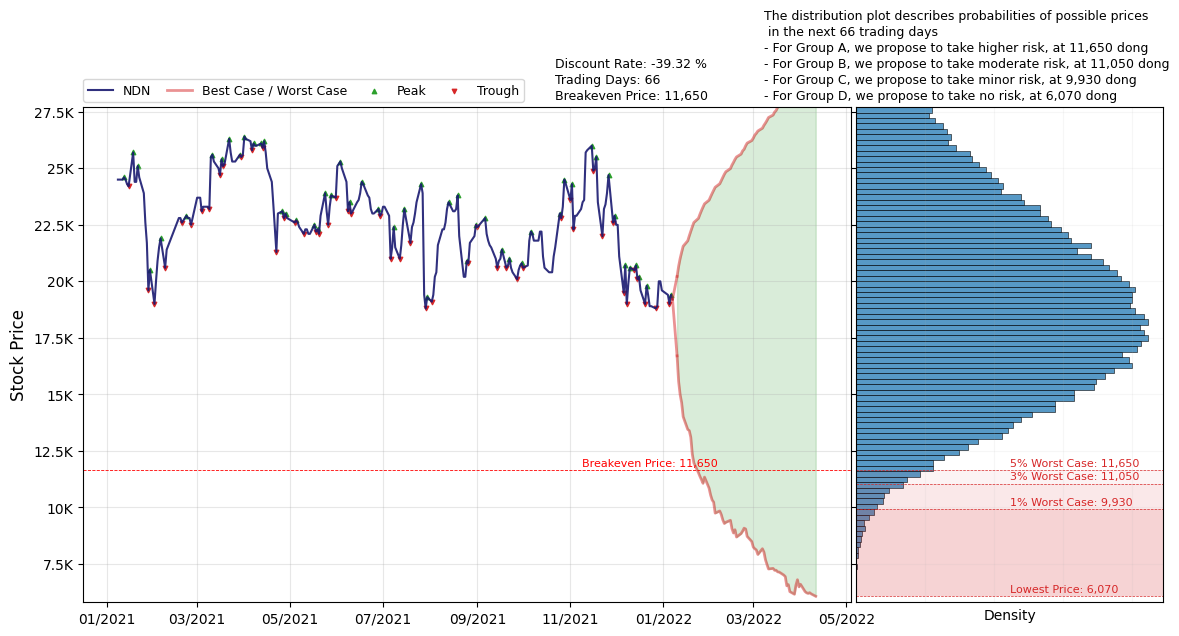 The distribution plot describes probabilities of possible prices
in the next 66 trading days
- For Group A, we propose to take higher risk, at 11,650 dong
- For Group B, we propose to take moderate risk, at 11,050 dong
- For Group C, we propose to take minor risk, at 9,930 dong
- For Group D, we propose to take no risk, at 6,070 dong
Discount Rate: -39.32 %
Trading Days: 66
Breakeven Price: 11,650
NDN
Best Case / Worst Case
Peak
Trough
Stock Price
27.5K
25K
22.5K
20K
17.5K
15K
12.5K
10K
7.5K
Breakeven Price: 11,650
5% Worst Case: 11,650
3% Worst Case: 11,050
1% Worst Case: 9,930
Lowest Price: 6,070
01/2021
03/2021
05/2021
07/2021
09/2021
11/2021
01/2022
03/2022
05/2022
Density